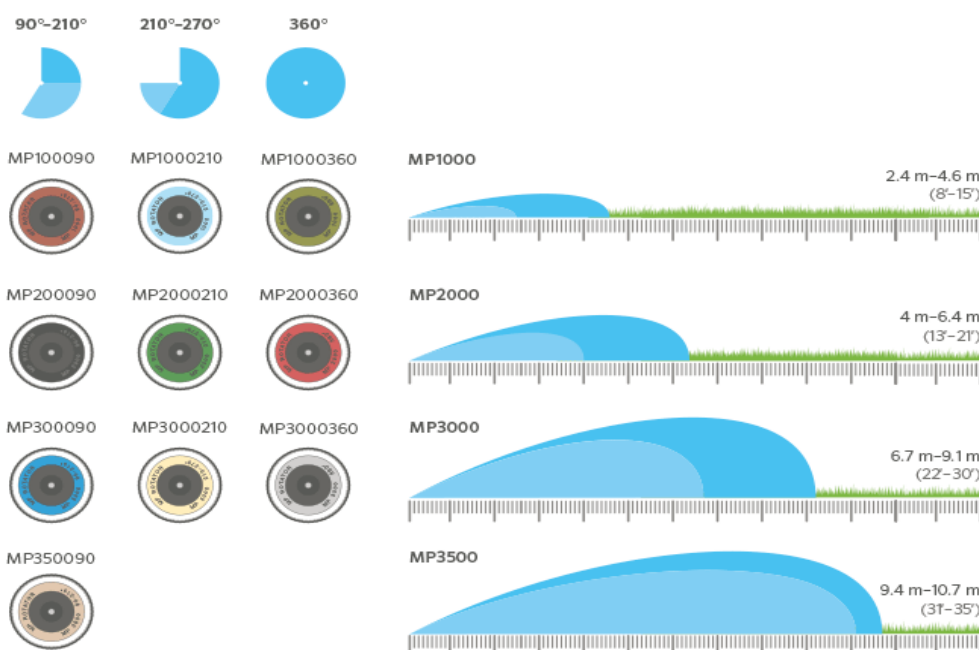 90°–210° 210°–270° 360°
MP100090 MP1000210 MP1000360 MP1000
2.4 m–4.6 m
(8'–15')
MP200090 MP2000210 MP2000360 MP2000
4 m–6.4 m
(13'–21')
MP300090 MP3000210 MP3000360 MP3000
6.7 m–9.1 m
(22'–30')
MP350090 MP3500
9.4 m–10.7 m
(31'–35')